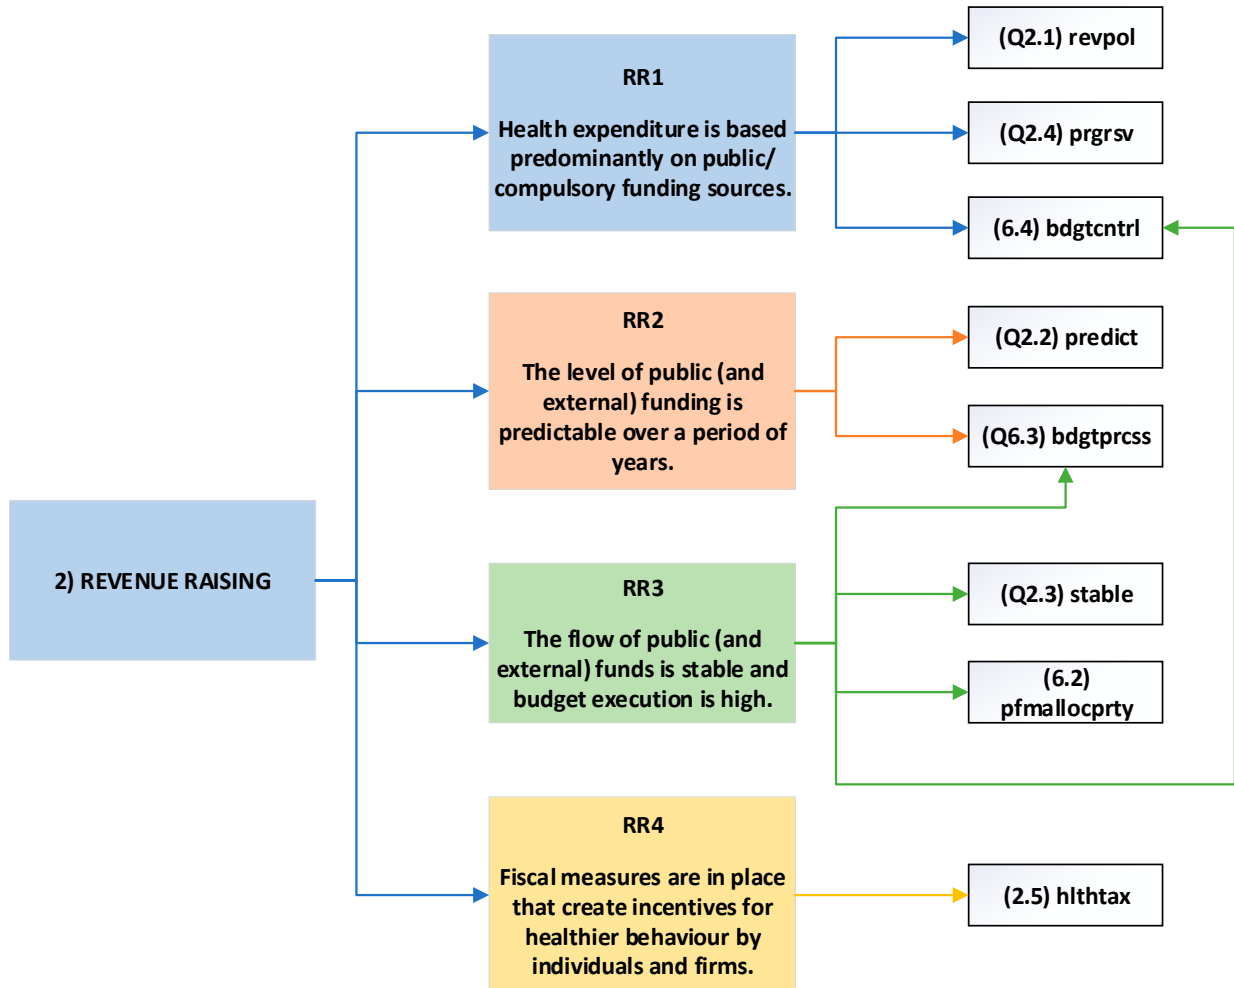 2) REVENUE RAISING
RR1
Health expenditure is based
predominantly on public/
compulsory funding sources.
(Q2.1) revpol
(Q2.4) prgrsv
(6.4) bdgtcntrl
RR2
The level of public (and
external) funding is
predictable over a period of
years.
(Q2.2) predict
(Q6.3) bdgtprcss
RR3
The flow of public (and
external) funds is stable and
budget execution is high.
(Q2.3) stable
(6.2)
pfmallocprty
RR4
Fiscal measures are in place
that create incentives for
healthier behaviour by
individuals and firms.
(2.5) hlthtax